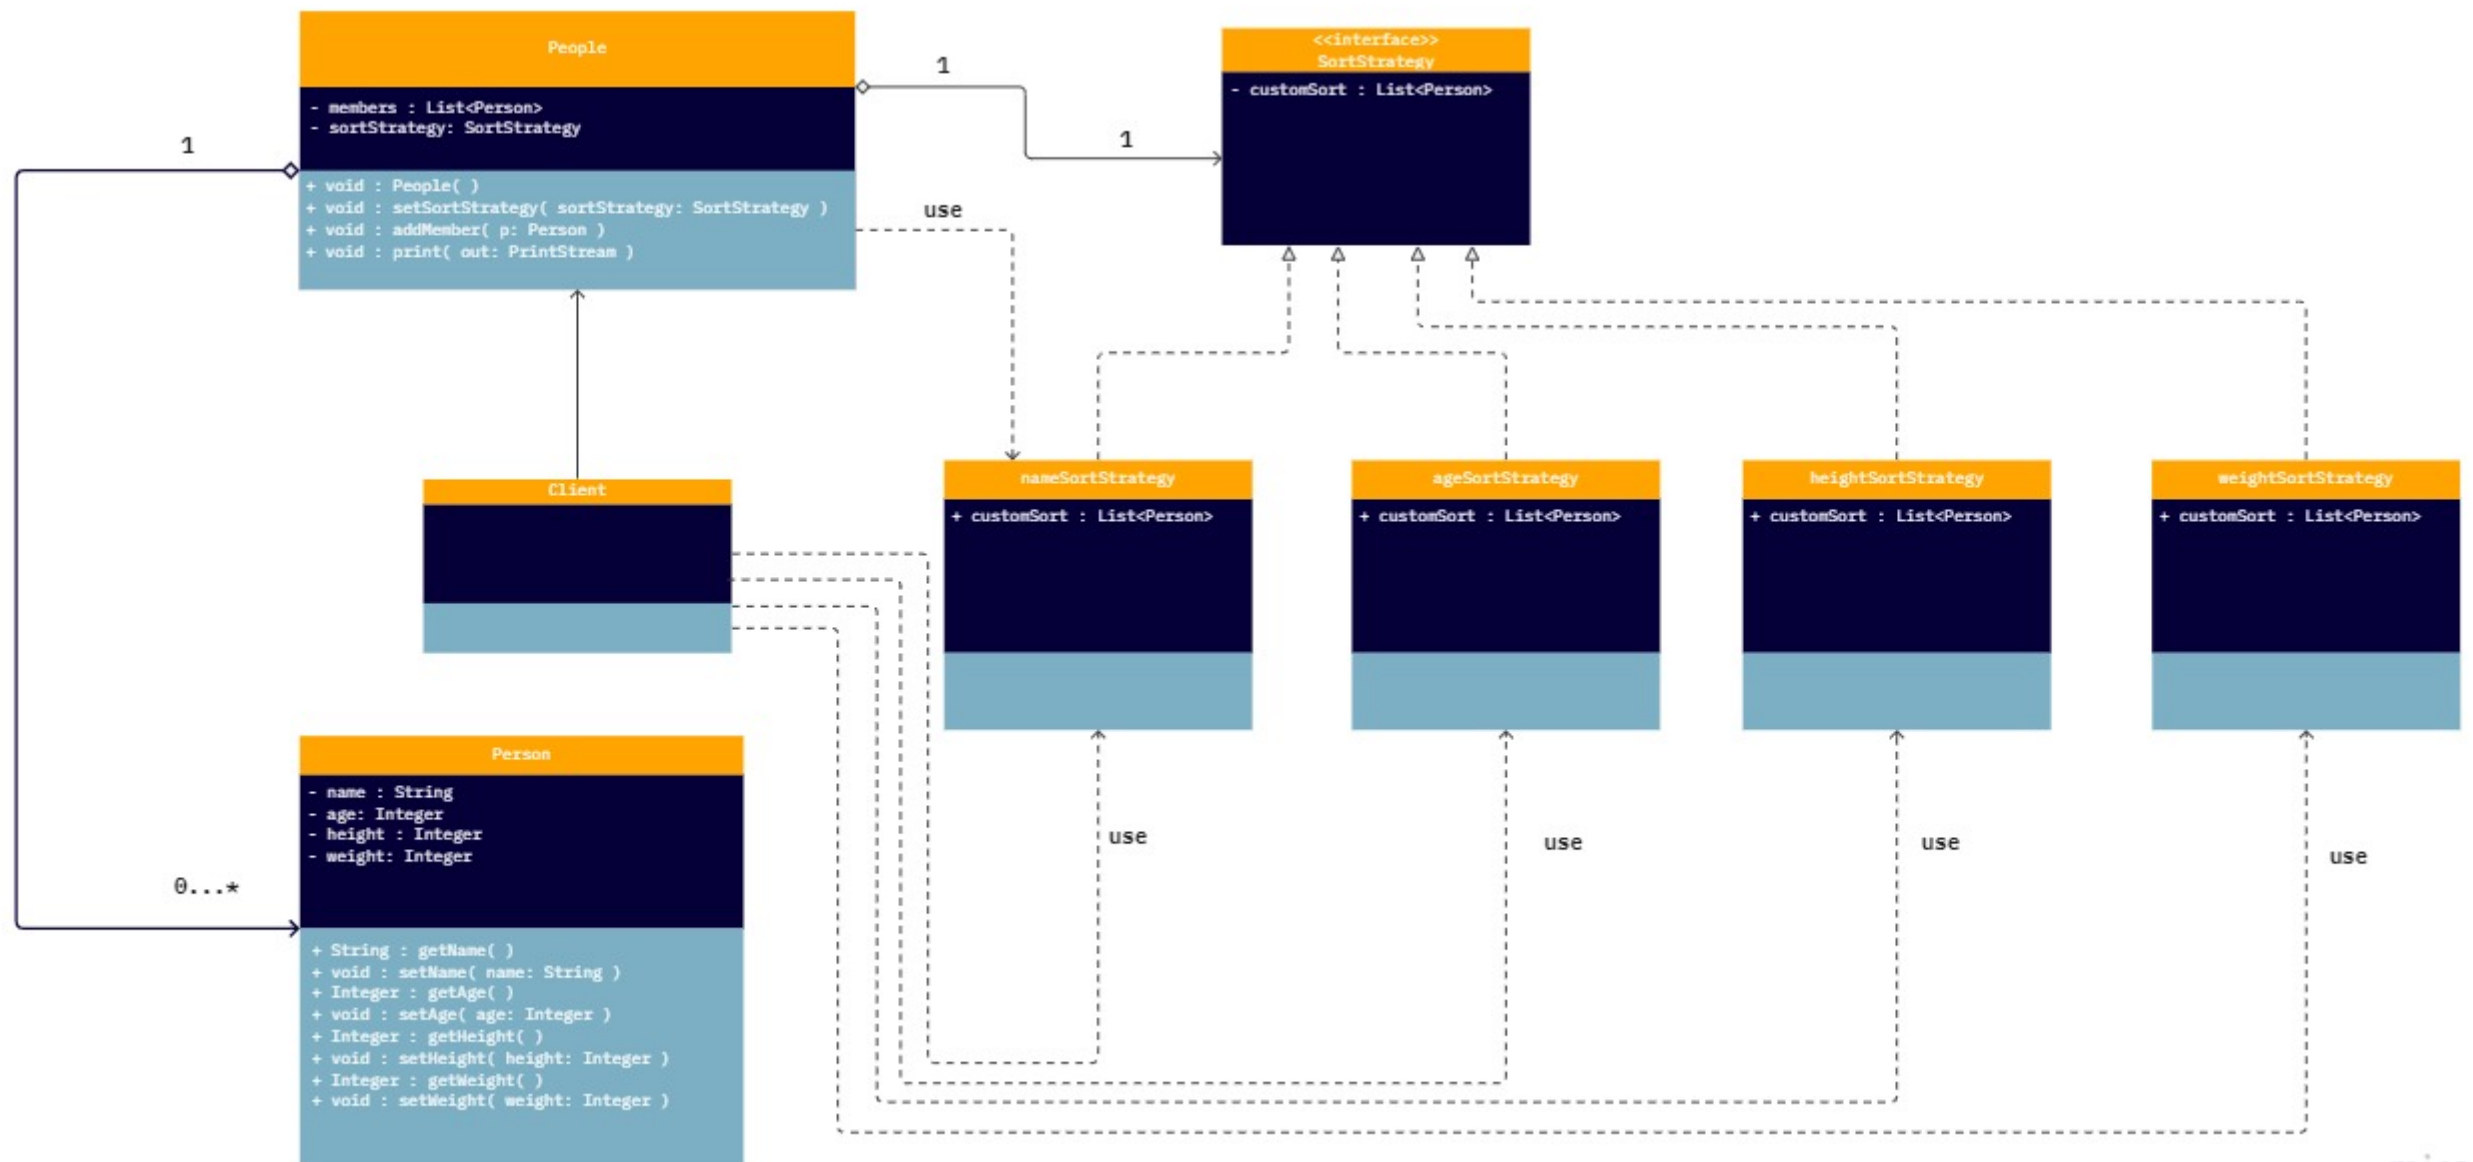 People
- members : List<Person>
- sortStrategy: SortStrategy
+ void : People( )
+ void : setSortStrategy( sortStrategy: SortStrategy )
+ void : addMember( p: Person )
+ void : print( out: PrintStream )
1
1
<<interface>>
SortStrategy
- customSort : List<Person>
1
0...*
use
Client
nameSortStrategy
+ customSort : List<Person>
ageSortStrategy
+ customSort : List<Person>
heightSortStrategy
+ customSort : List<Person>
weightSortStrategy
+ customSort : List<Person>
Person
- name : String
- age: Integer
- height : Integer
- weight: Integer
+ String : getName( )
+ void : setName( name: String )
+ Integer : getAge( )
+ void : setAge( age: Integer )
+ Integer : getHeight( )
+ void : setHeight( height: Integer )
+ Integer : getWeight( )
+ void : setWeight( weight: Integer )
use
use
use
use